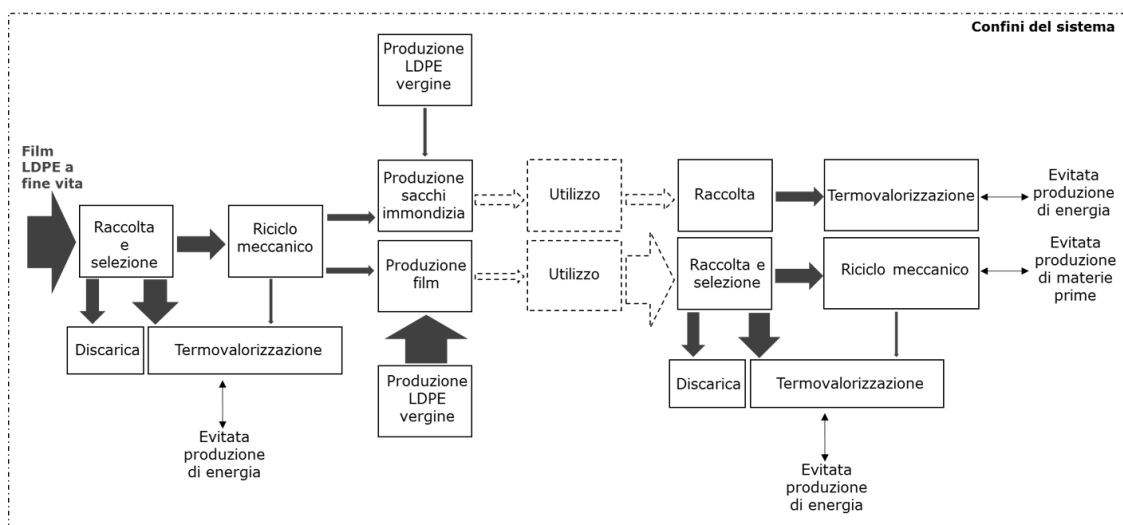 Confini del sistema
Produzione
LDPE
vergine
Film
LDPE a
fine vita
Raccolta
e
selezione
Riciclo
meccanico
Produzione
sacchi
immondizia
Utilizzo
Raccolta
Termovalorizzazione
Evitata
produzione
di energia
Produzione
film
Utilizzo
Raccolta e
selezione
Riciclo meccanico
Evitata
produzione
di materie
prime
Discarica
Termovalorizzazione
Produzione
LDPE
vergine
Discarica
Termovalorizzazione
Evitata
produzione
di energia
Evitata
produzione
di energia